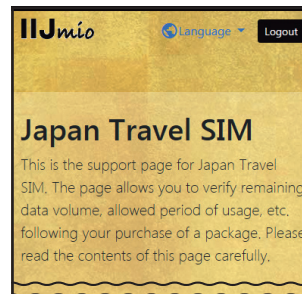 IIJmio
Language
Logout
Japan Travel SIM
This is the support page for Japan Travel
SIM. The page allows you to verify remaining
data volume, allowed period of usage, etc.
following your purchase of a package. Please
read the contents of this page carefully.